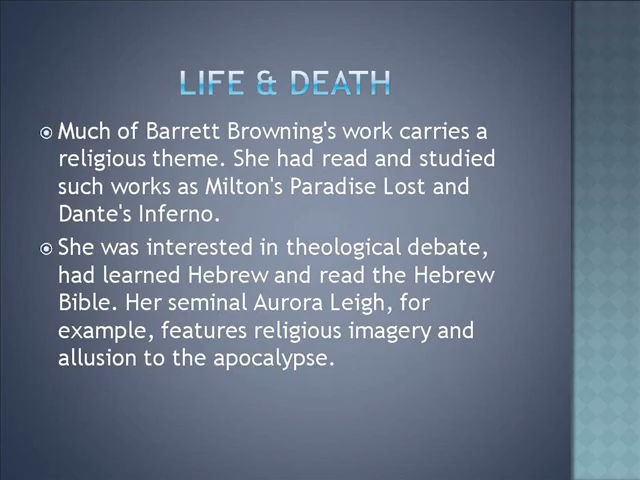 LIFE & DEATH
Much of Barrett Browning's work carries a
religious theme. She had read and studied
such works as Milton's Paradise Lost and
Dante's Inferno.
She was interested in theological debate,
had learned Hebrew and read the Hebrew
Bible. Her seminal Aurora Leigh, for
example, features religious imagery and
allusion to the apocalypse.